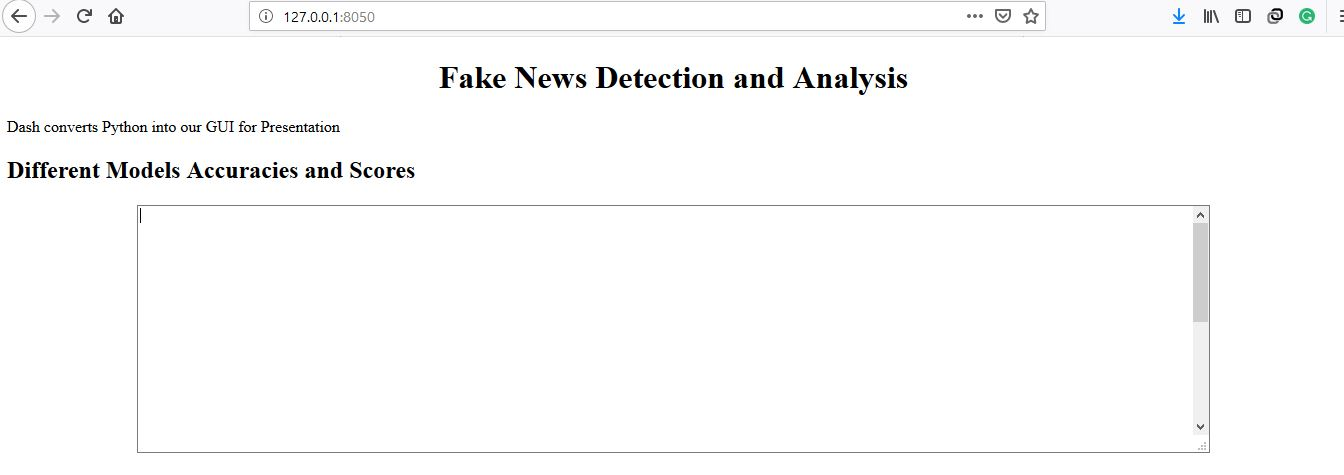 127.0.0.1:8050
Fake News Detection and Analysis
Dash converts Python into our GUI for Presentation
Different Models Accuracies and Scores